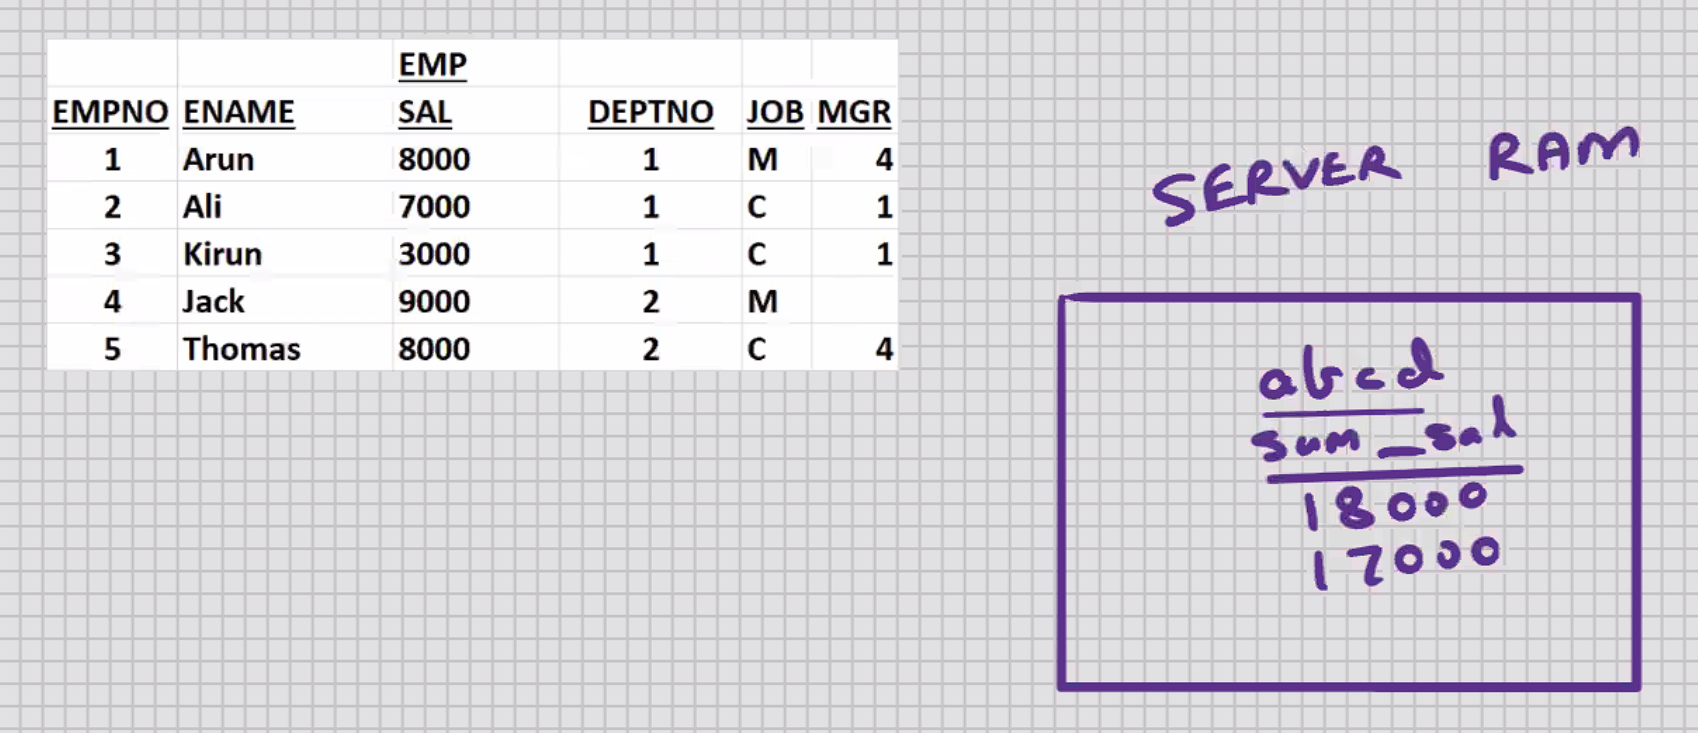 EMP
EMPNO ENAME SAL DEPTNO JOB MGR
1 Arun 8000 1 M 4
2 Ali 7000 1 C 1
3 Kirun 3000 1 C 1
4 Jack 9000 2 M
5 Thomas 8000 2 C 4
SERVER RAM
abcd
sum_sal
18000
17000